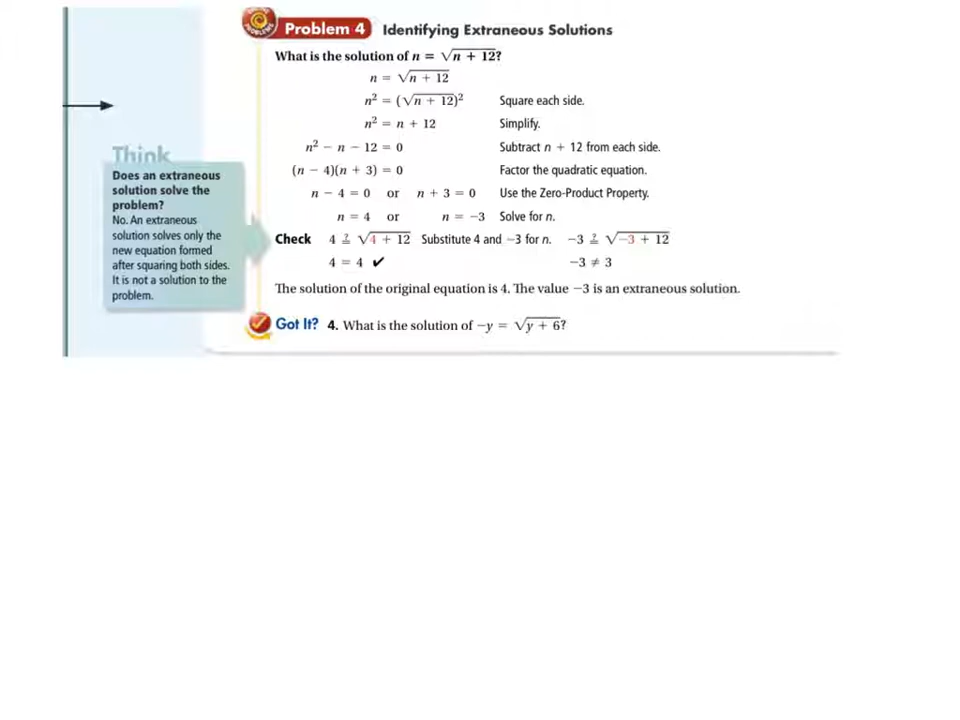 Problem 4 Identifying Extraneous Solutions
What is the solution of n = √(n + 12)?
n = √(n + 12)
n² = (√(n + 12))² Square each side.
n² = n + 12 Simplify.
n² − n − 12 = 0 Subtract n + 12 from each side.
(n − 4)(n + 3) = 0 Factor the quadratic equation.
n − 4 = 0 or n + 3 = 0 Use the Zero-Product Property.
n = 4 or n = −3 Solve for n.
Check 4 ≟ √(4 + 12) Substitute 4 and −3 for n. −3 ≟ √(−3 + 12)
4 = 4 ✔ −3 ≠ 3
The solution of the original equation is 4. The value −3 is an extraneous solution.
Think
Does an extraneous
solution solve the
problem?
No. An extraneous
solution solves only the
new equation formed
after squaring both sides.
It is not a solution to the
problem.
Got It? 4. What is the solution of −y = √(y + 6)?